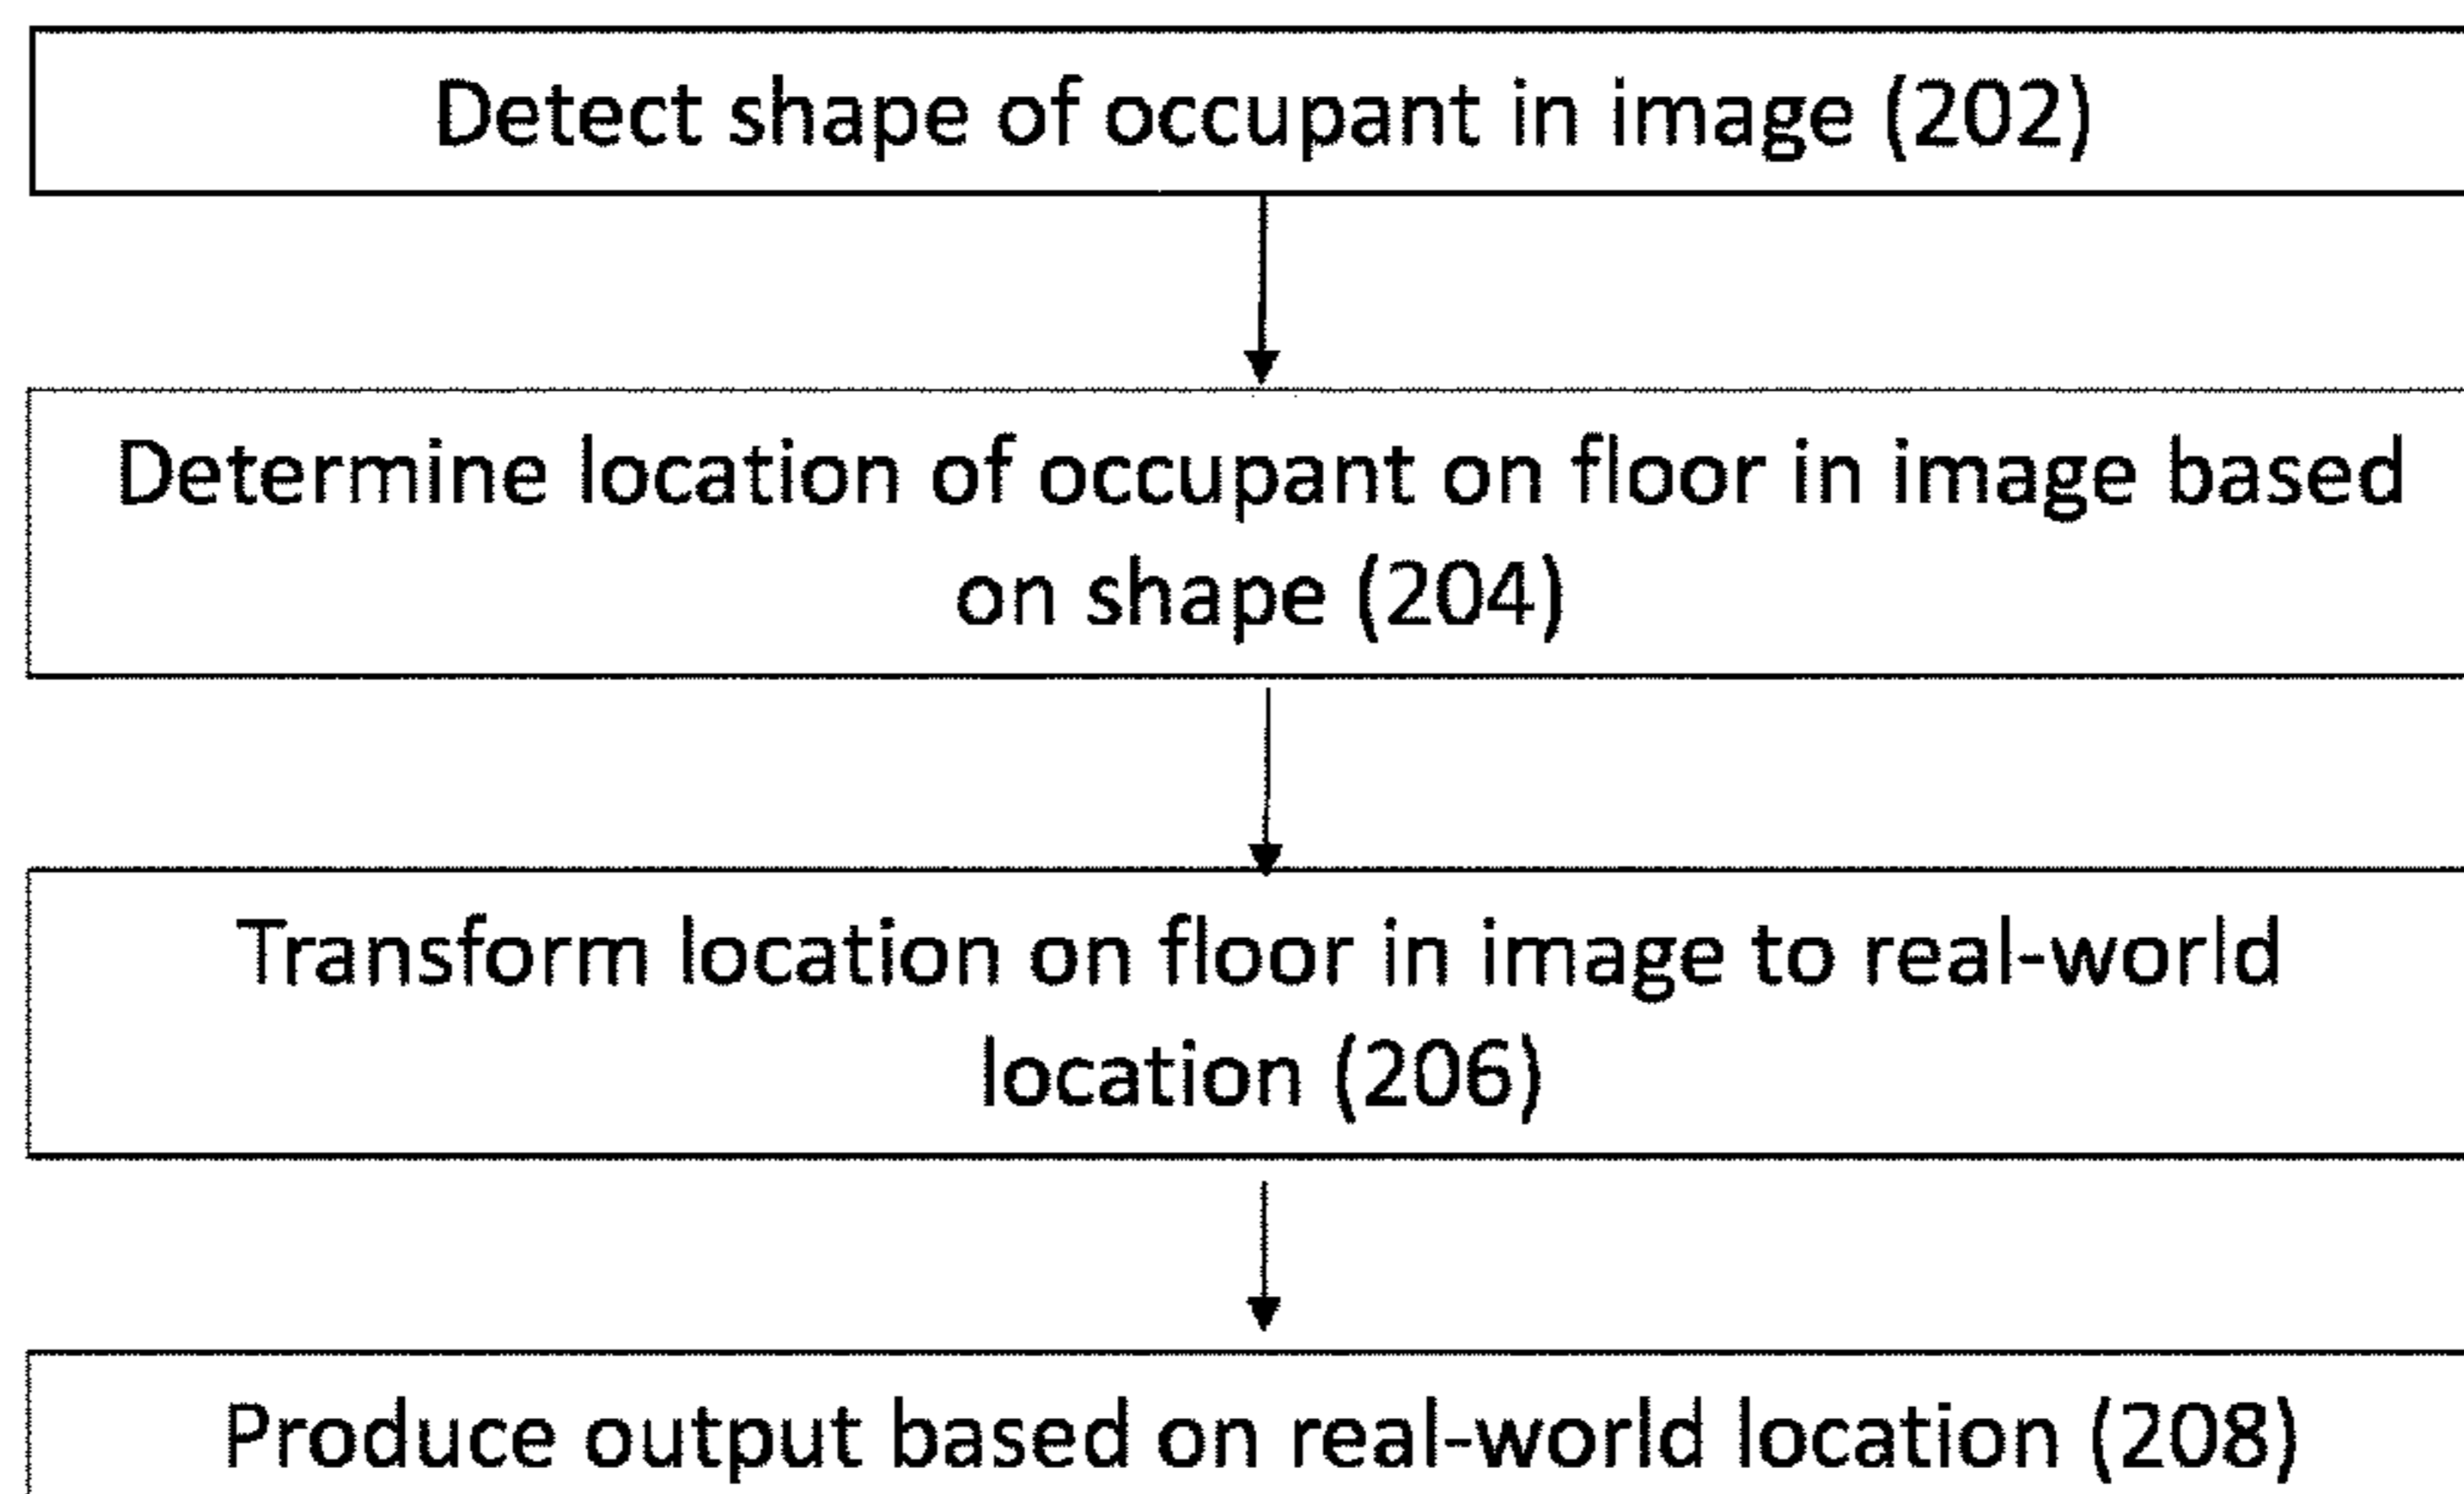 Detect shape of occupant in image (202)
Determine location of occupant on floor in image based
on shape (204)
Transform location on floor in image to real-world
location (206)
Produce output based on real-world location (208)